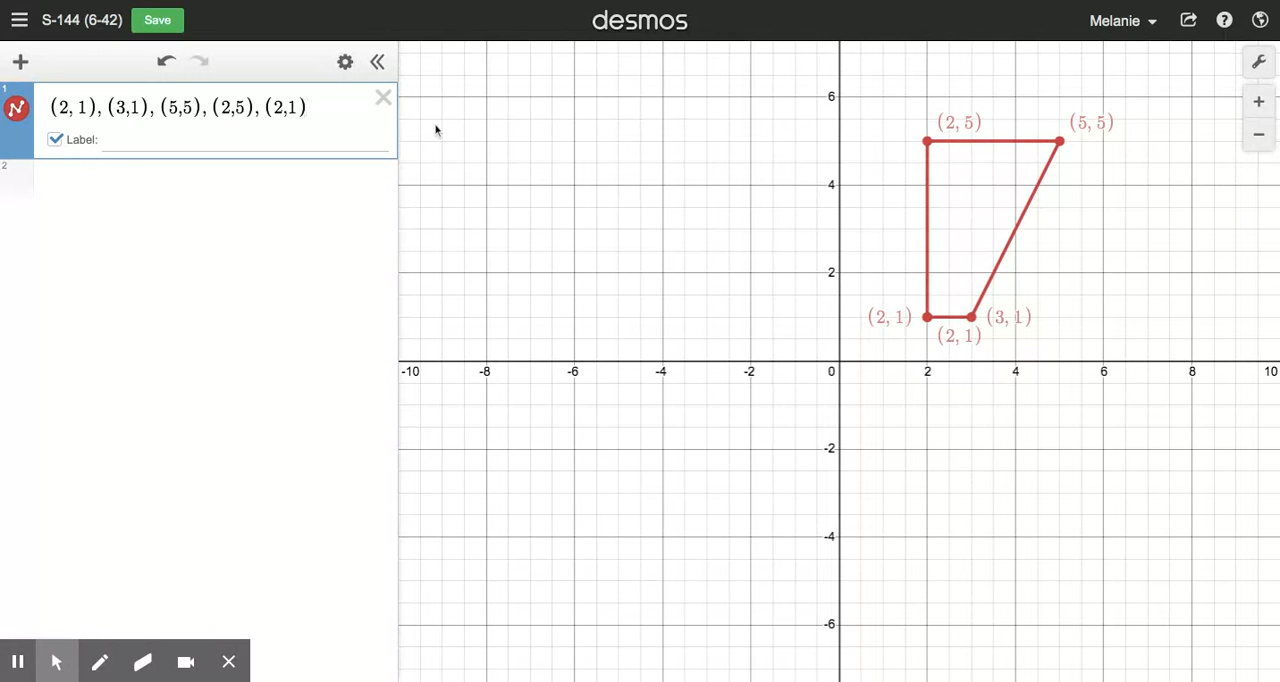 S-144 (6-42) Save desmos Melanie
1
(2, 1), (3,1), (5,5), (2,5), (2,1)
Label:
2
6
(2, 5) (5, 5)
4
2
(2, 1) (3, 1)
(2, 1)
-10 -8 -6 -4 -2 0 2 4 6 8 10
-2
-4
-6